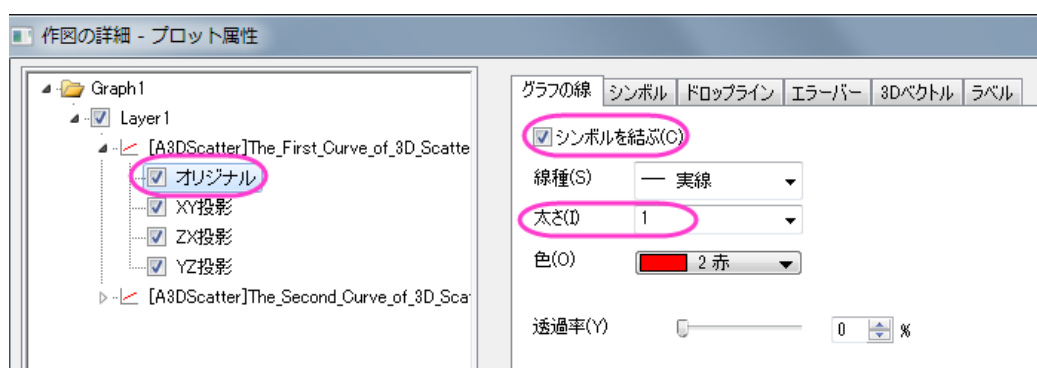 作図の詳細 - プロット属性
Graph1
Layer1
[A3DScatter]The_First_Curve_of_3D_Scatte
オリジナル
XY投影
ZX投影
YZ投影
[A3DScatter]The_Second_Curve_of_3D_Sca
グラフの線 シンボル ドロップライン エラーバー 3Dベクトル ラベル
シンボルを結ぶ(C)
線種(S) 実線
太さ(I) 1
色(O) 2 赤
透過率(Y) 0 %